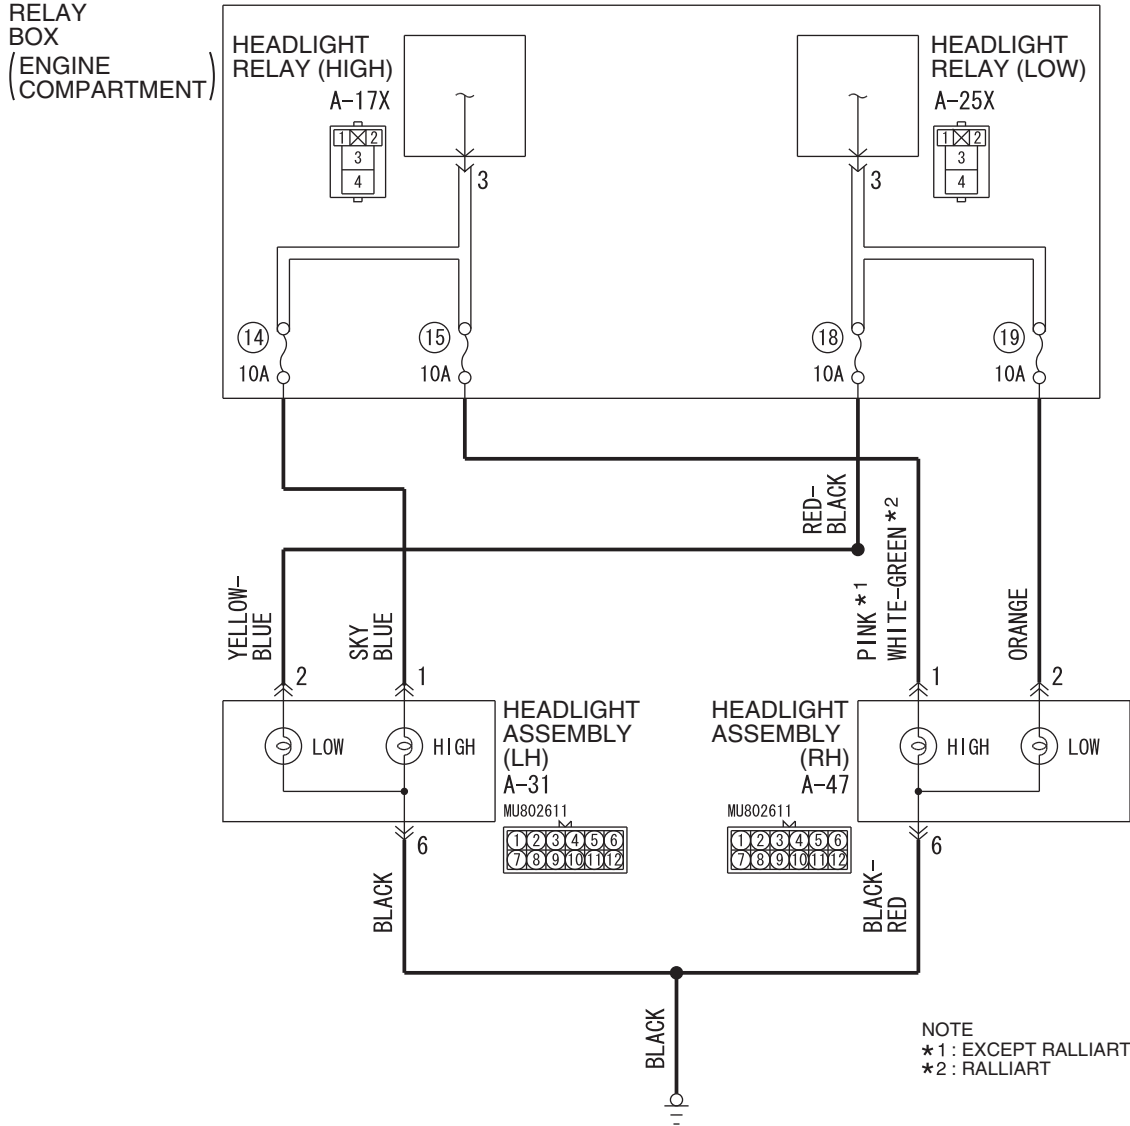 RELAY
BOX
(ENGINE
COMPARTMENT)
HEADLIGHT
RELAY (HIGH)
A-17X
1 2
3
4
3
HEADLIGHT
RELAY (LOW)
A-25X
1 2
3
4
3
14
10A
15
10A
18
10A
19
10A
RED-
BLACK
YELLOW-
BLUE
SKY
BLUE
PINK *1
WHITE-GREEN *2
ORANGE
2
1
1
2
LOW
HIGH
HEADLIGHT
ASSEMBLY
(LH)
A-31
MU802611
1 2 3 4 5 6
7 8 9 10 11 12
HEADLIGHT
ASSEMBLY
(RH)
A-47
MU802611
1 2 3 4 5 6
7 8 9 10 11 12
HIGH
LOW
6
6
BLACK
BLACK-
RED
BLACK
NOTE
*1 : EXCEPT RALLIART
*2 : RALLIART